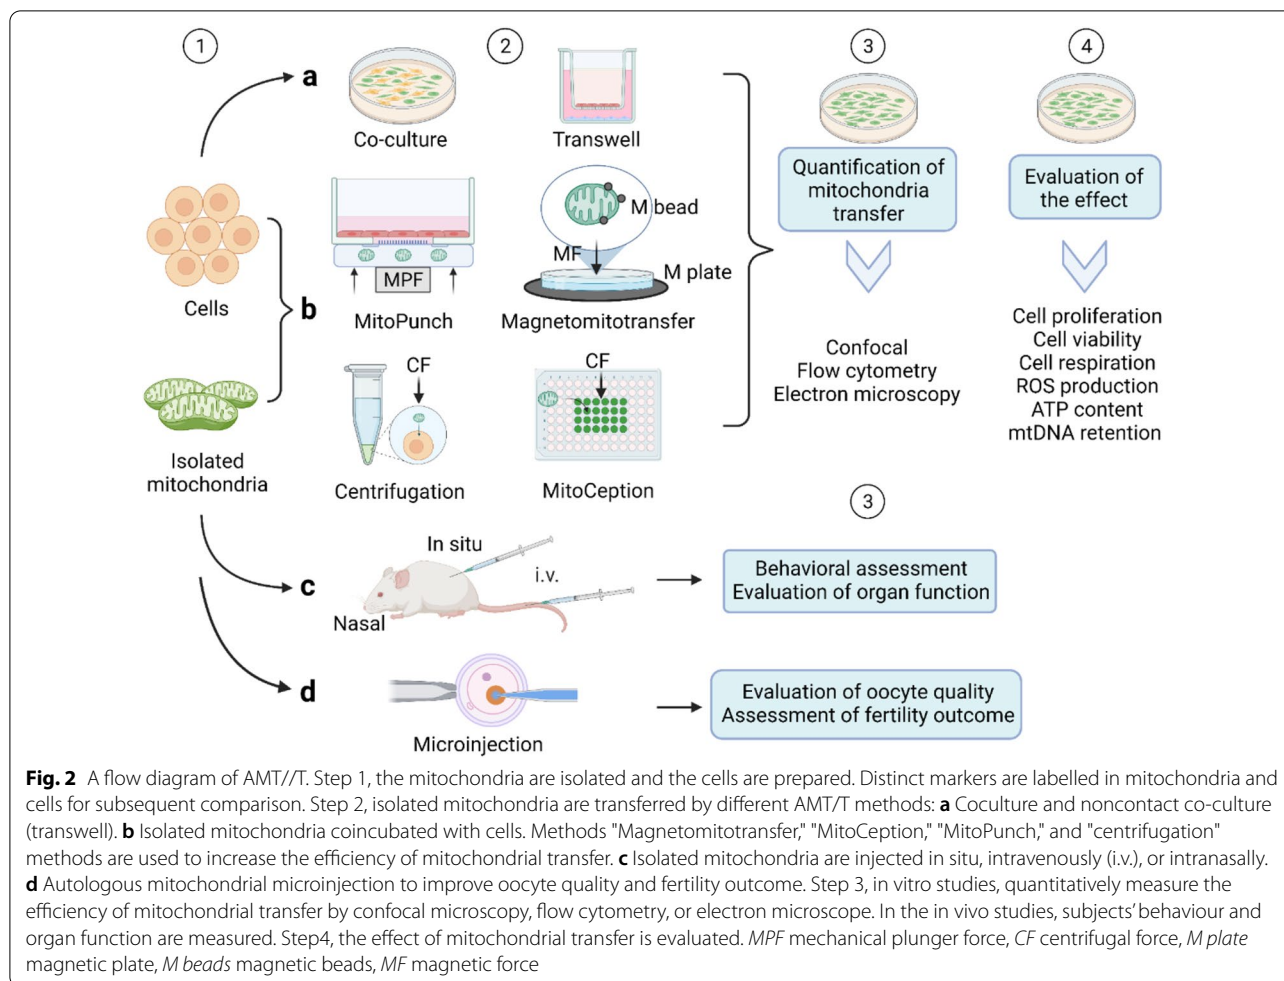 1
2
3
4
a
Co-culture
Transwell
Quantification of
mitochondria
transfer
Evaluation of
the effect
Cells
b
MPF
MitoPunch
M bead
MF
M plate
Magnetomitotransfer
Confocal
Flow cytometry
Electron microscopy
Cell proliferation
Cell viability
Cell respiration
ROS production
ATP content
mtDNA retention
Isolated
mitochondria
CF
Centrifugation
CF
MitoCeption
3
c
In situ
i.v.
Nasal
Behavioral assessment
Evaluation of organ function
d
Microinjection
Evaluation of oocyte quality
Assessment of fertility outcome
Fig. 2 A flow diagram of AMT//T. Step 1, the mitochondria are isolated and the cells are prepared. Distinct markers are labelled in mitochondria and
cells for subsequent comparison. Step 2, isolated mitochondria are transferred by different AMT/T methods: a Coculture and noncontact co-culture
(transwell). b Isolated mitochondria coincubated with cells. Methods "Magnetomitotransfer," "MitoCeption," "MitoPunch," and "centrifugation"
methods are used to increase the efficiency of mitochondrial transfer. c Isolated mitochondria are injected in situ, intravenously (i.v.), or intranasally.
d Autologous mitochondrial microinjection to improve oocyte quality and fertility outcome. Step 3, in vitro studies, quantitatively measure the
efficiency of mitochondrial transfer by confocal microscopy, flow cytometry, or electron microscope. In the in vivo studies, subjects' behaviour and
organ function are measured. Step4, the effect of mitochondrial transfer is evaluated. MPF mechanical plunger force, CF centrifugal force, M plate
magnetic plate, M beads magnetic beads, MF magnetic force